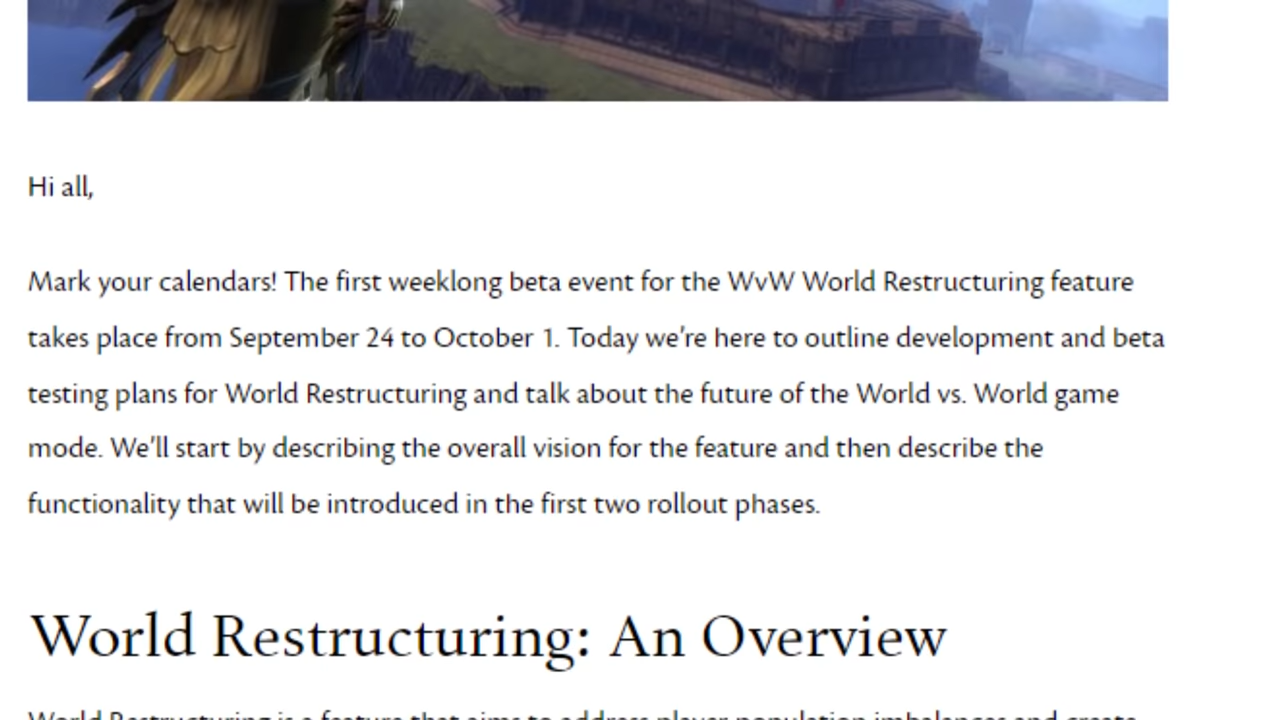 Hi all,
Mark your calendars! The first weeklong beta event for the WvW World Restructuring feature
takes place from September 24 to October 1. Today we're here to outline development and beta
testing plans for World Restructuring and talk about the future of the World vs. World game
mode. We'll start by describing the overall vision for the feature and then describe the
functionality that will be introduced in the first two rollout phases.
World Restructuring: An Overview
World Restructuring is a feature that aims to address player population imbalances and create